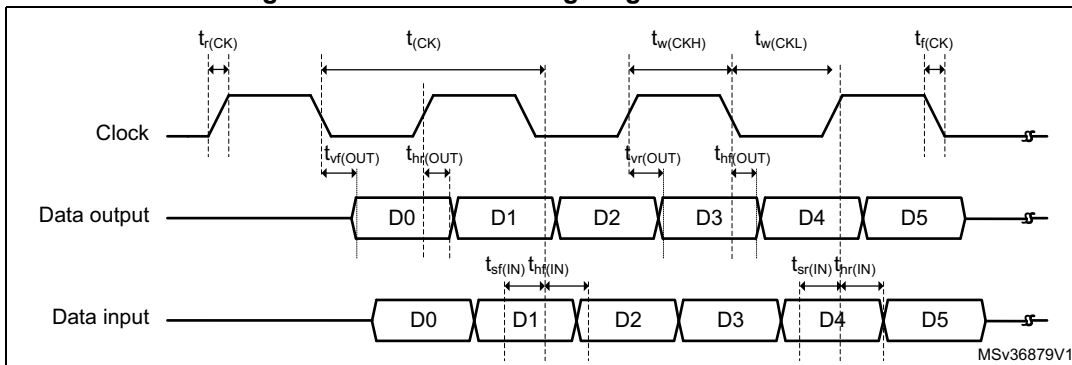 tr(CK) t(CK) tw(CKH) tw(CKL) tf(CK)
Clock
tvf(OUT) thr(OUT) tvr(OUT) thf(OUT)
Data output D0 D1 D2 D3 D4 D5
tsf(IN) thf(IN) tsr(IN) thr(IN)
Data input D0 D1 D2 D3 D4 D5
MSv36879V1